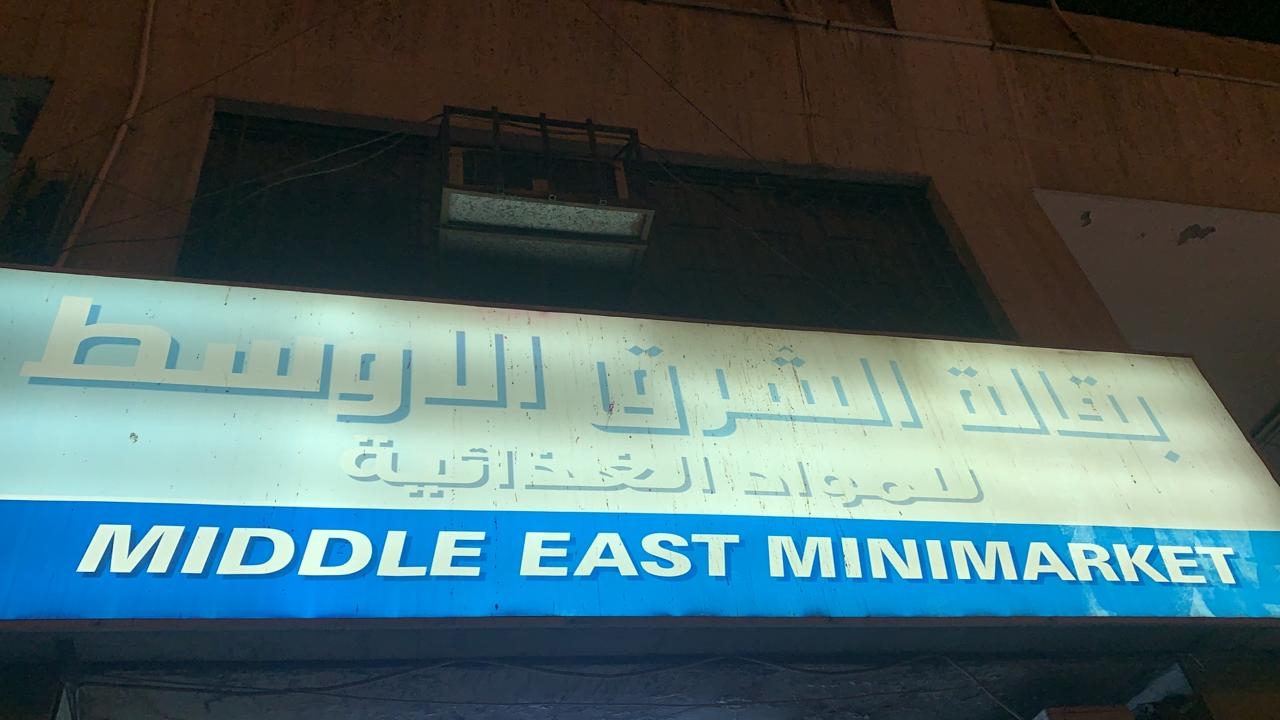 بقالة الشرق الاوسط
للمواد الغذائية
MIDDLE EAST MINIMARKET